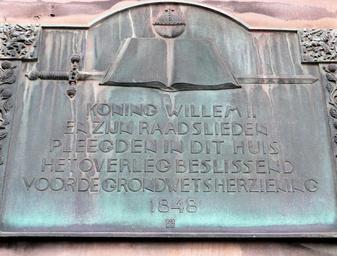 KONING WILLEM II
EN ZIJN RAADSLIEDEN
PLEEGDEN IN DIT HUIS
HET OVERLEG BESLISSEND
VOOR DE GRONDWETSHERZIENING
1848